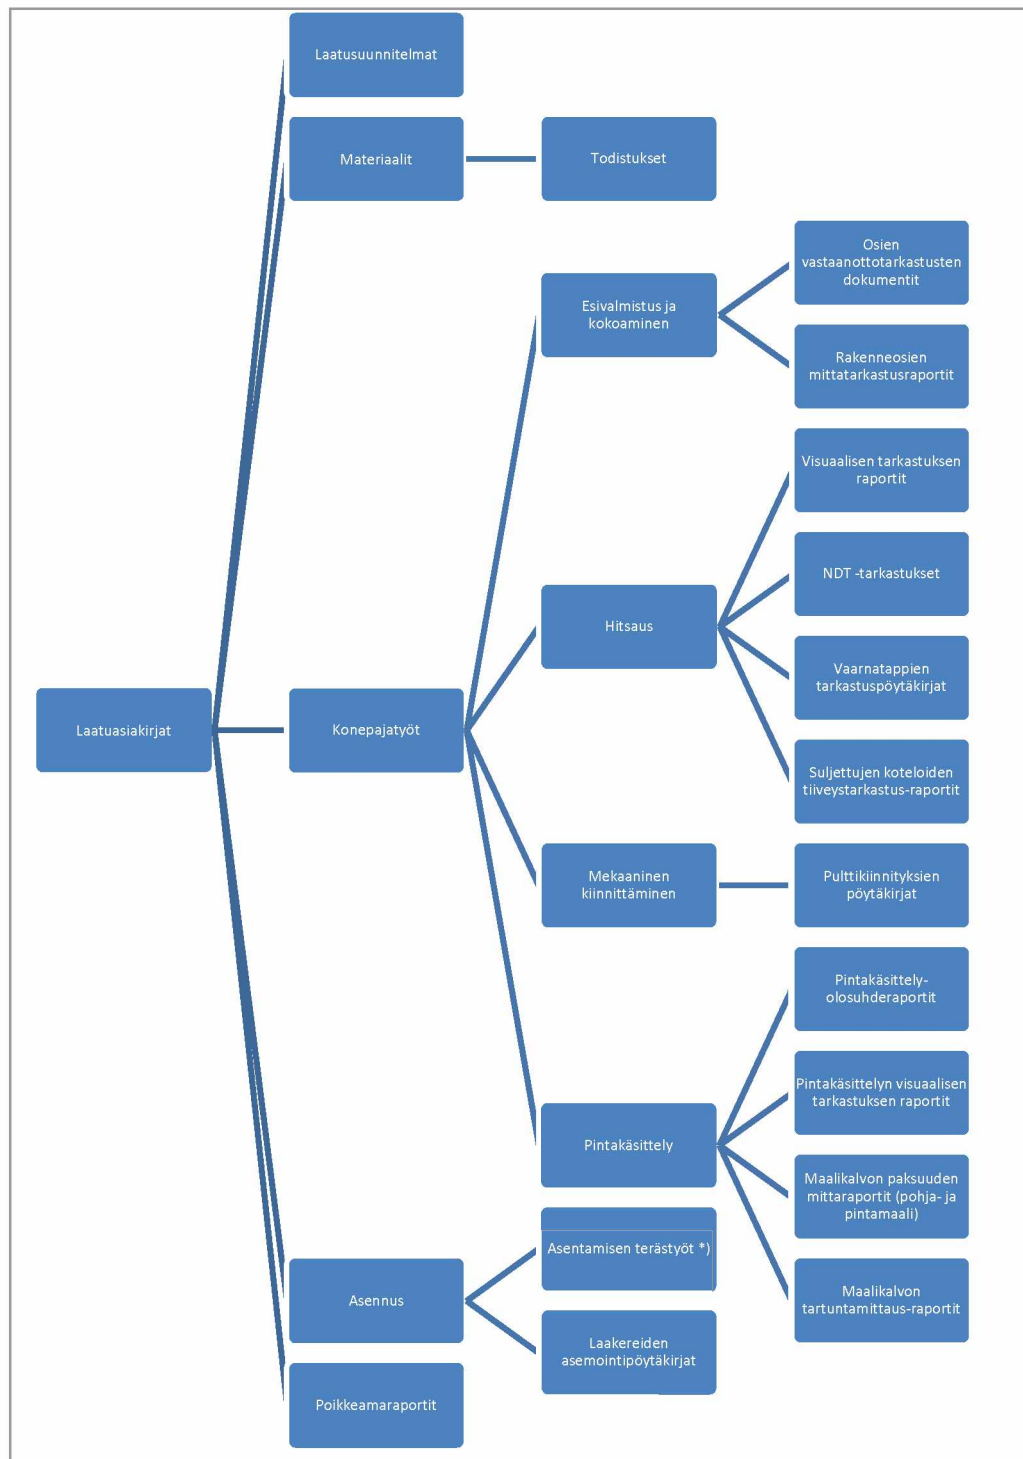 Laatusuunnitelmat
Materiaalit
Todistukset
Osien
vastaanottotarkastusten
dokumentit
Esivalmistus ja
kokoaminen
Rakenneosien
mittatarkastusraportit
Visuaalisen tarkastuksen
raportit
NDT -tarkastukset
Hitsaus
Vaarnatappien
tarkastuspöytäkirjat
Laatuasiakirjat
Konepajatyöt
Suljettujen koteloiden
tiiveystarkastus-raportit
Mekaaninen
kiinnittäminen
Pulttikiinnityksien
pöytäkirjat
Pintakäsittely-
olosuhderaportit
Pintakäsittelyn visuaalisen
tarkastuksen raportit
Pintakäsittely
Maalikalvon paksuuden
mittaraportit (pohja- ja
pintamaali)
Asentamisen terästyöt *)
Asennus
Maalikalvon
tartuntamittaus-raportit
Laakereiden
asemointipöytäkirjat
Poikkeamaraportit